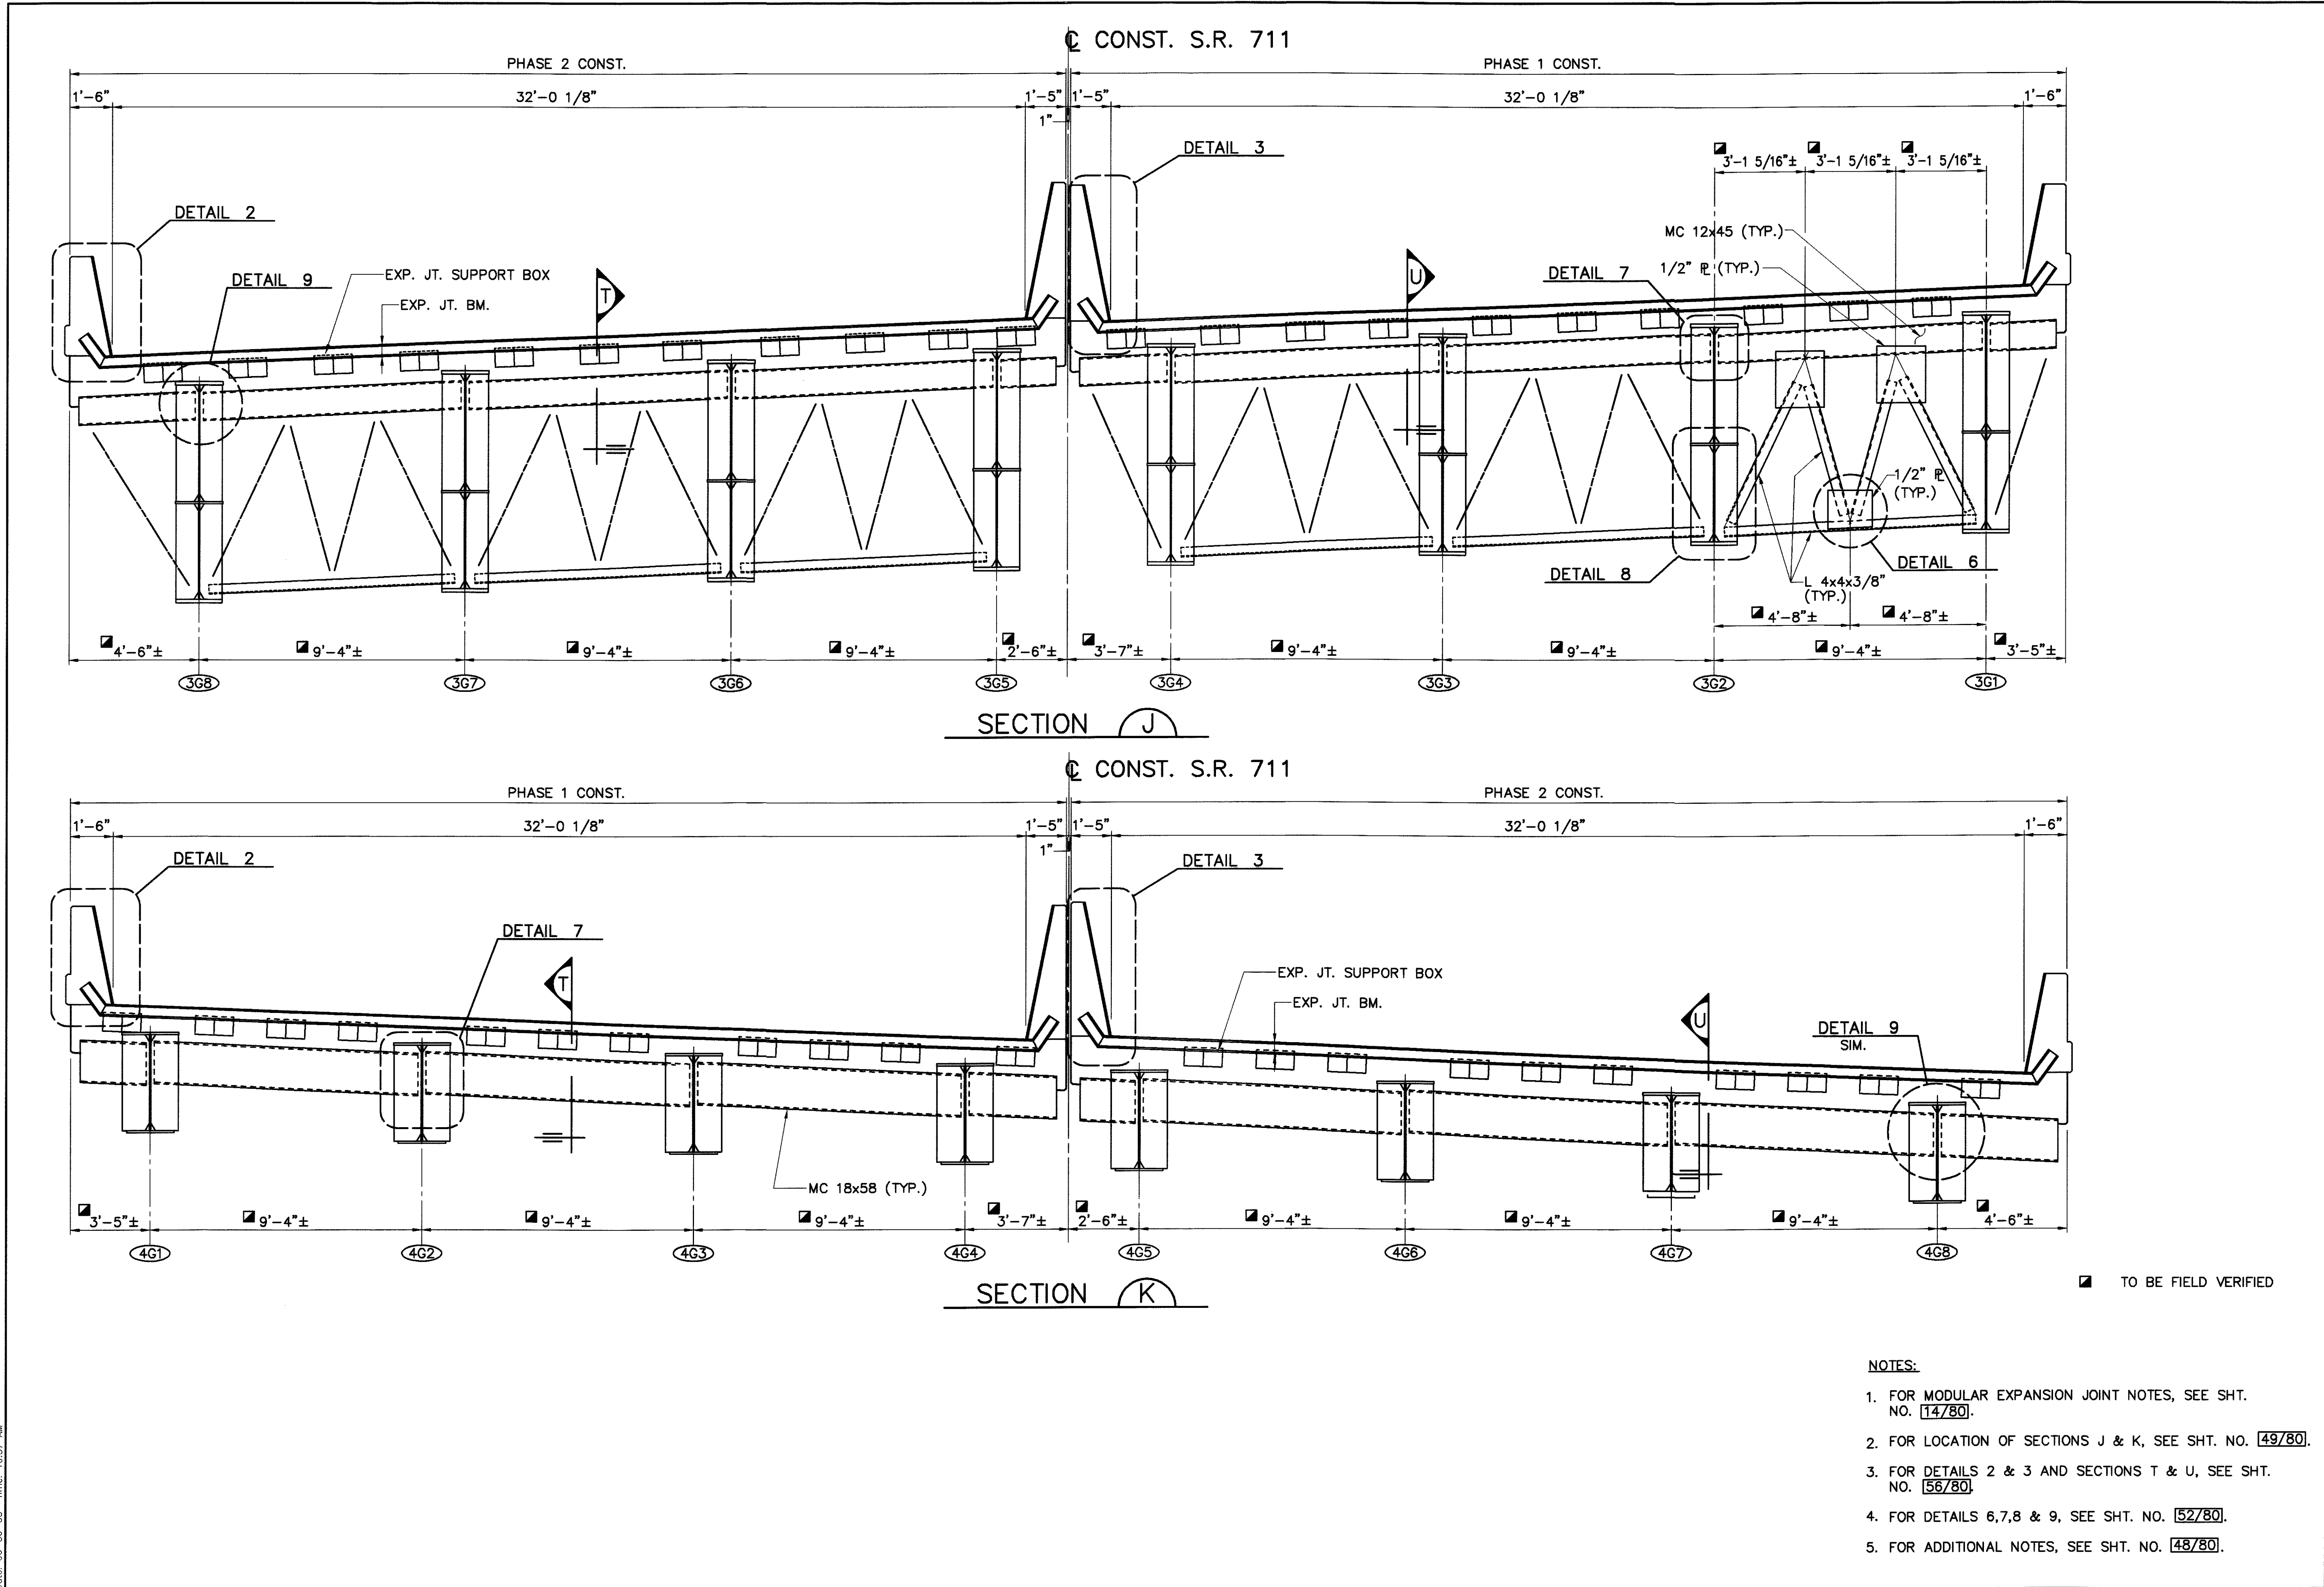 ℄ CONST. S.R. 711
PHASE 2 CONST. PHASE 1 CONST.
1'-6" 32'-0 1/8" 1'-5" 1'-5" 32'-0 1/8" 1'-6"
1"
DETAIL 3
3'-1 5/16"± 3'-1 5/16"± 3'-1 5/16"±
DETAIL 2
MC 12x45 (TYP.)
1/2" ℙ (TYP.)
DETAIL 9
EXP. JT. SUPPORT BOX
DETAIL 7
T
U
EXP. JT. BM.
1/2" ℙ
(TYP.)
DETAIL 6
DETAIL 8
L 4x4x3/8"
(TYP.)
4'-8"± 4'-8"±
4'-6"± 9'-4"± 9'-4"± 9'-4"± 2'-6"± 3'-7"± 9'-4"± 9'-4"± 9'-4"± 3'-5"±
3G8 3G7 3G6 3G5 3G4 3G3 3G2 3G1
SECTION J
℄ CONST. S.R. 711
PHASE 1 CONST. PHASE 2 CONST.
1'-6" 32'-0 1/8" 1'-5" 1'-5" 32'-0 1/8" 1'-6"
1"
DETAIL 2
DETAIL 3
DETAIL 7
T
EXP. JT. SUPPORT BOX
EXP. JT. BM.
U
DETAIL 9
SIM.
MC 18x58 (TYP.)
3'-5"± 9'-4"± 9'-4"± 9'-4"± 3'-7"± 2'-6"± 9'-4"± 9'-4"± 9'-4"± 4'-6"±
4G1 4G2 4G3 4G4 4G5 4G6 4G7 4G8
SECTION K
TO BE FIELD VERIFIED
NOTES:
1. FOR MODULAR EXPANSION JOINT NOTES, SEE SHT.
NO. 14/80.
2. FOR LOCATION OF SECTIONS J & K, SEE SHT. NO. 49/80.
3. FOR DETAILS 2 & 3 AND SECTIONS T & U, SEE SHT.
NO. 56/80.
4. FOR DETAILS 6,7,8 & 9, SEE SHT. NO. 52/80.
5. FOR ADDITIONAL NOTES, SEE SHT. NO. 48/80.